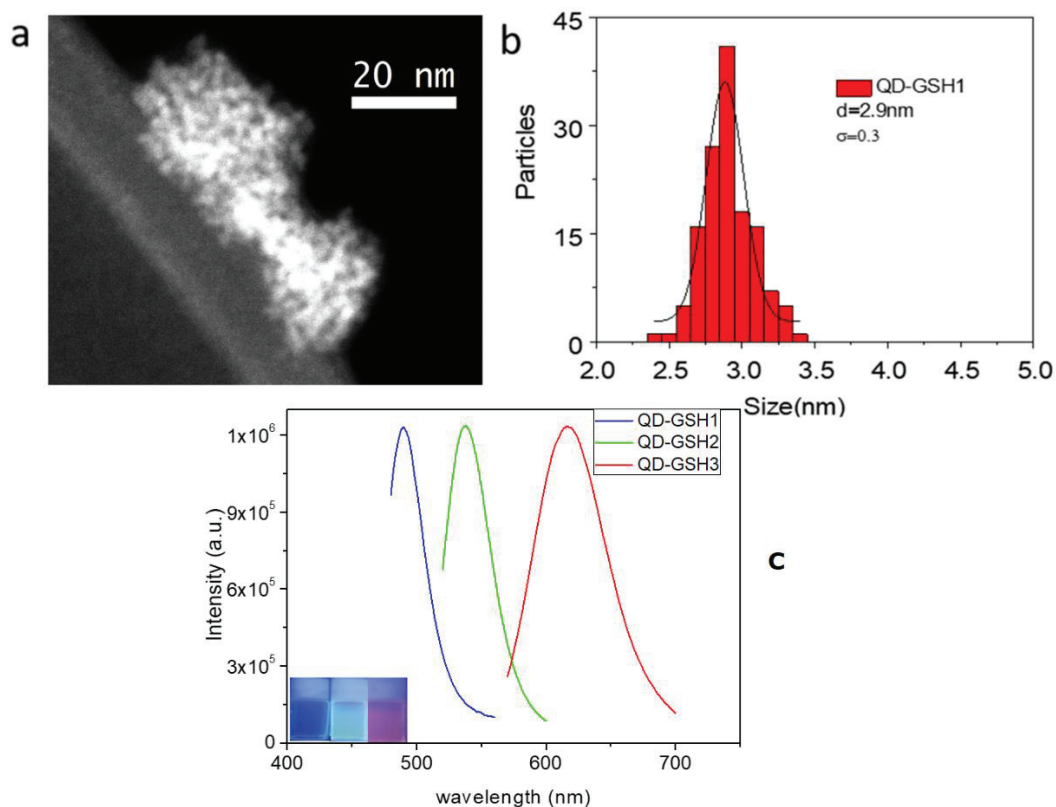 a
20 nm
b
45
30
15
0
Particles
QD-GSH1
d=2.9nm
σ=0.3
2.0 2.5 3.0 3.5 4.0 4.5 5.0
Size(nm)
QD-GSH1
QD-GSH2
QD-GSH3
1x10⁶
9x10⁵
6x10⁵
3x10⁵
0
Intensity (a.u.)
c
400 500 600 700
wavelength (nm)